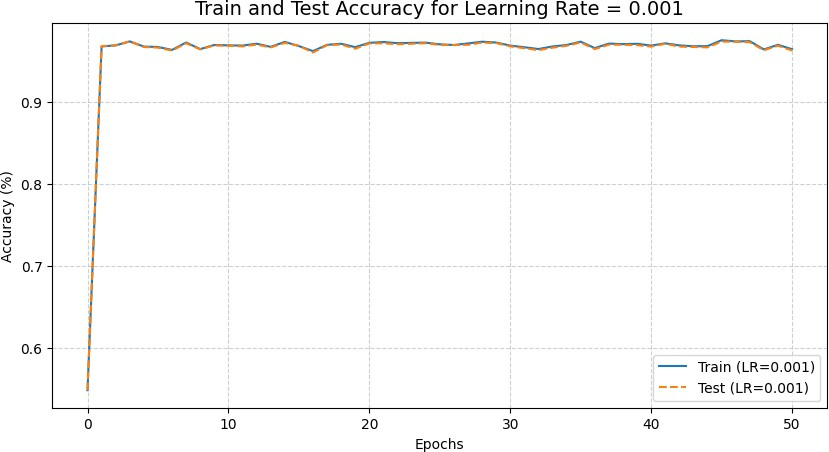 Train and Test Accuracy for Learning Rate = 0.001
Accuracy (%)
0.9
0.8
0.7
0.6
Train (LR=0.001)
Test (LR=0.001)
0 10 20 30 40 50
Epochs